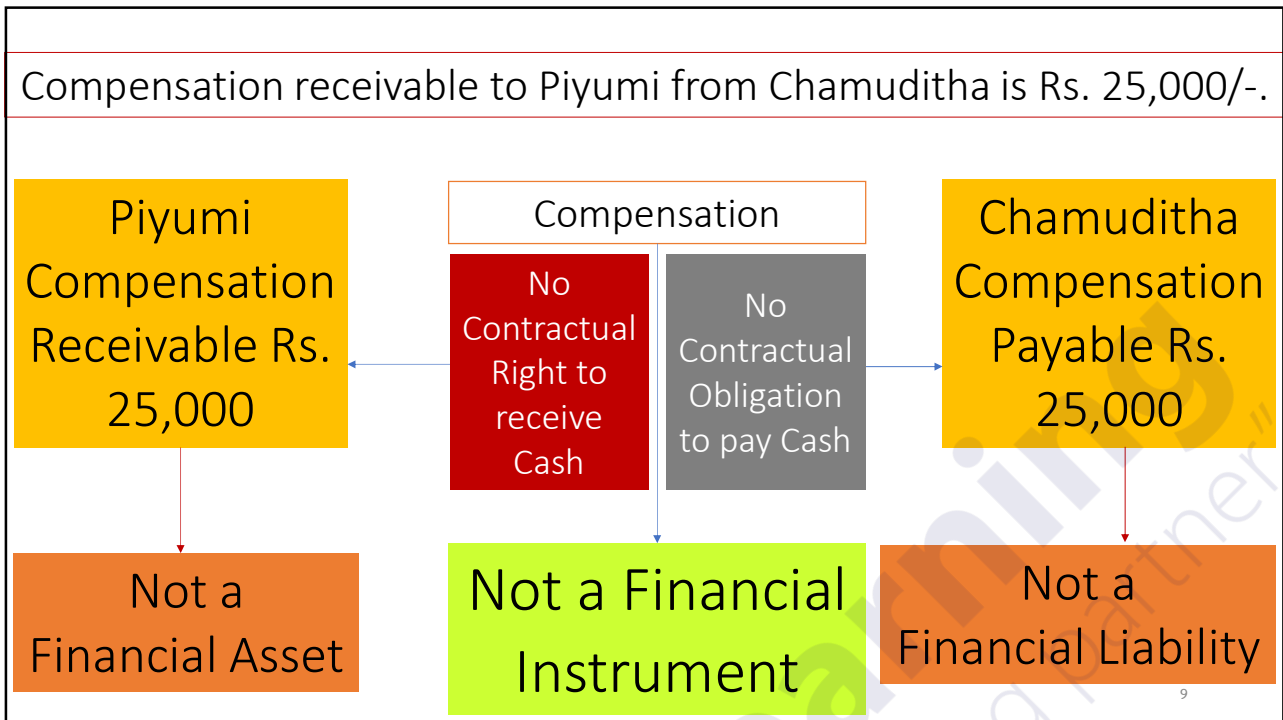 Compensation receivable to Piyumi from Chamuditha is Rs. 25,000/-.
Piyumi
Compensation
Receivable Rs.
25,000
Compensation
No
Contractual
Right to
receive
Cash
No
Contractual
Obligation
to pay Cash
Chamuditha
Compensation
Payable Rs.
25,000
Not a
Financial Asset
Not a Financial
Instrument
Not a
Financial Liability
9
partner"